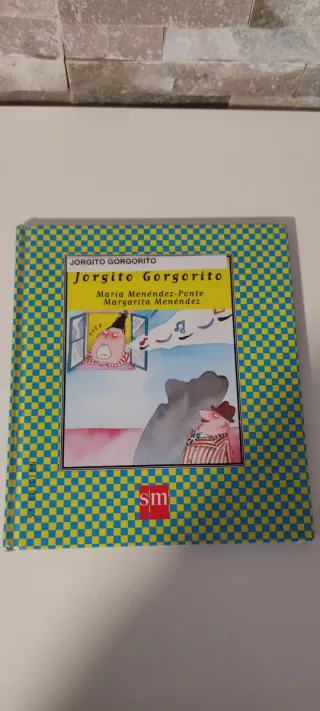 JORGITO GORGORITO
Jorgito Gorgorito
María Menéndez-Ponte
Margarita Menéndez
sm